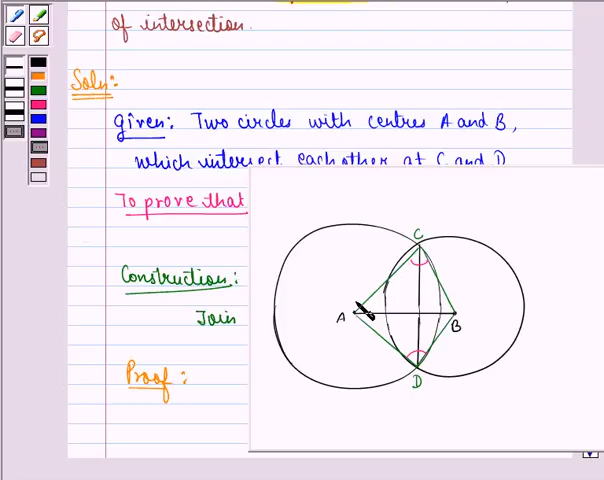 of intersection.
Soln:
Given: Two circles with centres A and B,
which intersect each other at C and D
To prove that
Construction:
Join
Proof:
C
A
B
D